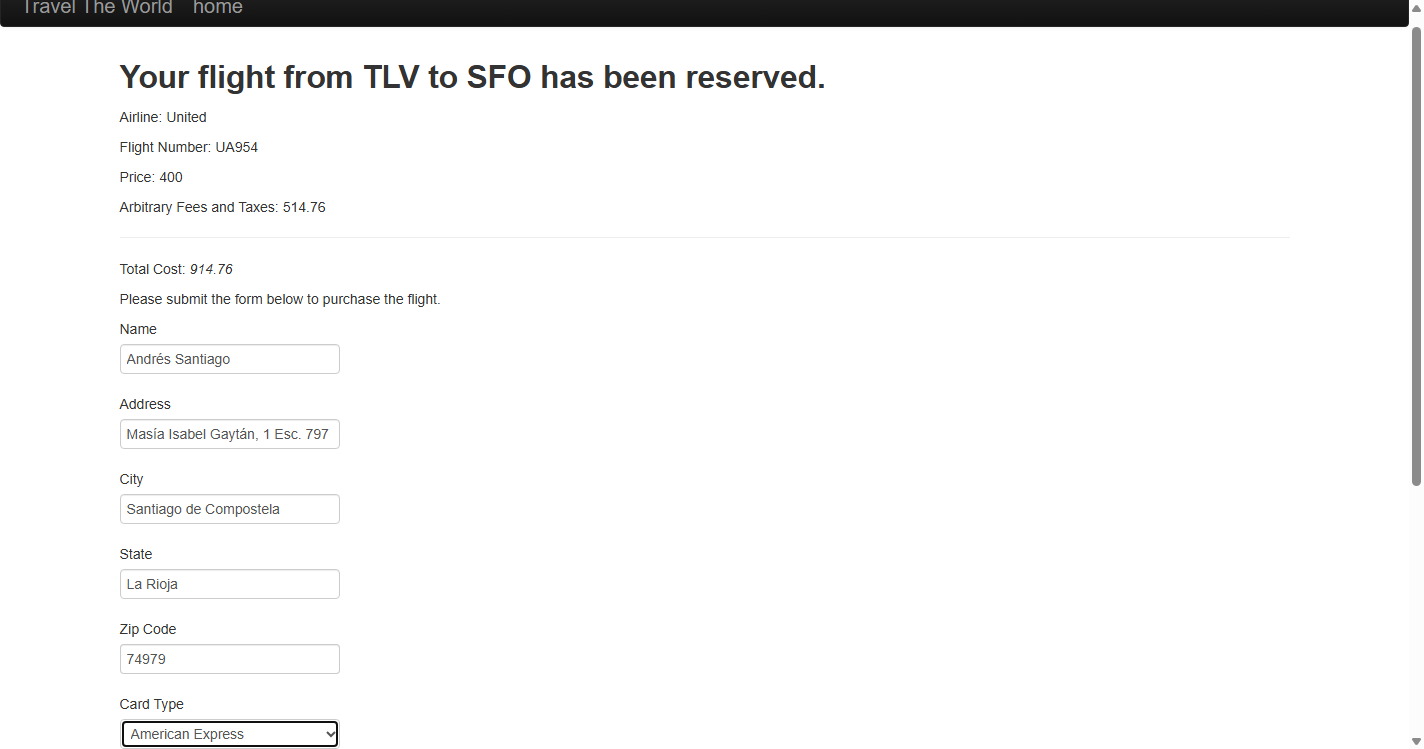 Travel The World home
Your flight from TLV to SFO has been reserved.
Airline: United
Flight Number: UA954
Price: 400
Arbitrary Fees and Taxes: 514.76
Total Cost: 914.76
Please submit the form below to purchase the flight.
Name
Andrés Santiago
Address
Masía Isabel Gaytán, 1 Esc. 797
City
Santiago de Compostela
State
La Rioja
Zip Code
74979
Card Type
American Express